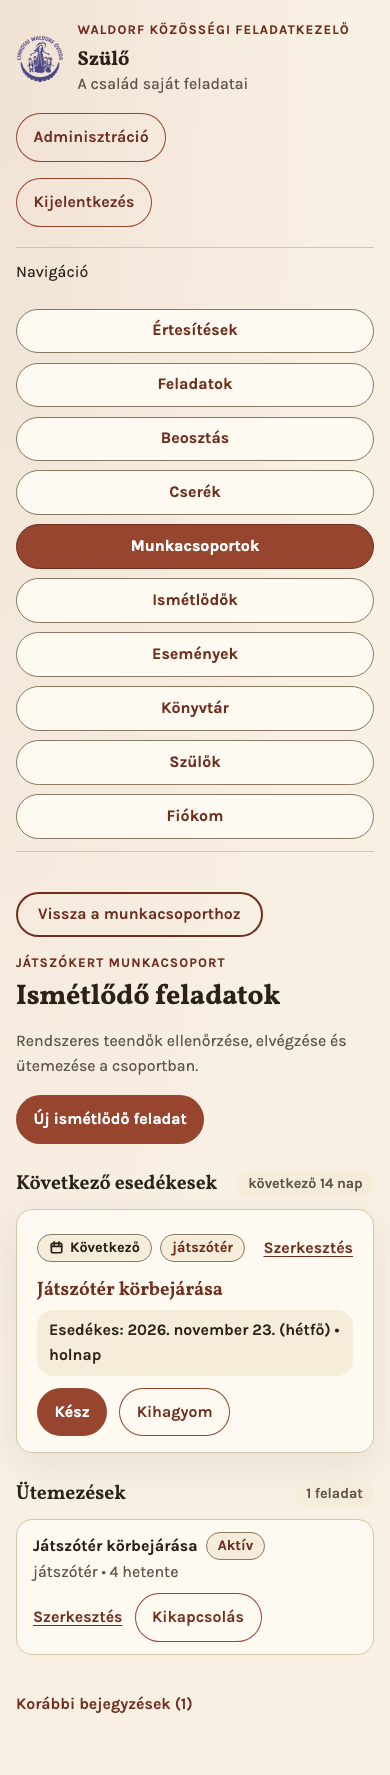 WALDORF KÖZÖSSÉGI FELADATKEZELŐ
Szülő
A család saját feladatai
Adminisztráció
Kijelentkezés
Navigáció
Értesítések
Feladatok
Beosztás
Cserék
Munkacsoportok
Ismétlődők
Események
Könyvtár
Szülők
Fiókom
Vissza a munkacsoporthoz
JÁTSZÓKERT MUNKACSOPORT
Ismétlődő feladatok
Rendszeres teendők ellenőrzése, elvégzése és
ütemezése a csoportban.
Új ismétlődő feladat
Következő esedékesek következő 14 nap
Következő játszótér Szerkesztés
Játszótér körbejárása
Esedékes: 2026. november 23. (hétfő) •
holnap
Kész Kihagyom
Ütemezések 1 feladat
Játszótér körbejárása Aktív
játszótér • 4 hetente
Szerkesztés Kikapcsolás
Korábbi bejegyzések (1)